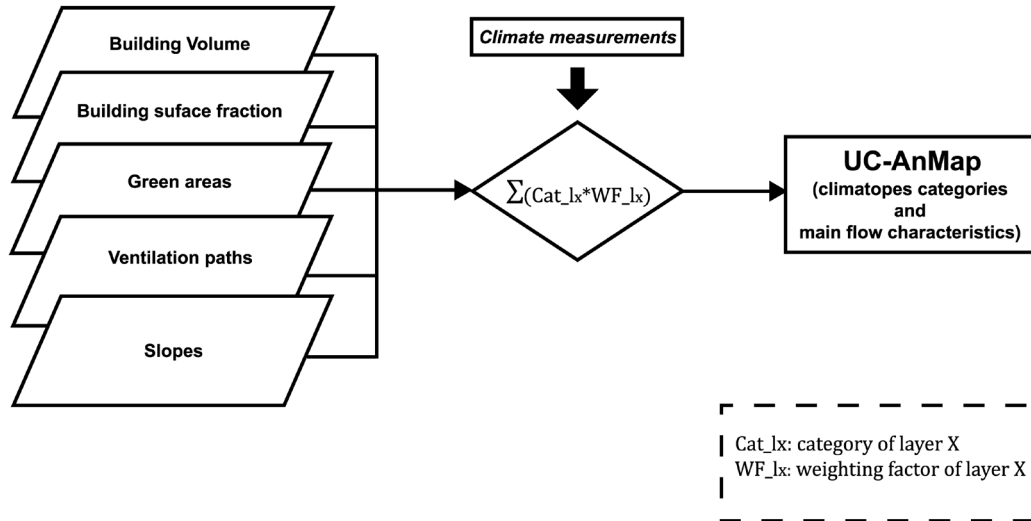 Building Volume
Building suface fraction
Green areas
Ventilation paths
Slopes
Climate measurements
∑(Cat_lx*WF_lx)
UC-AnMap
(climatopes categories
and
main flow characteristics)
Cat_lx: category of layer X
WF_lx: weighting factor of layer X